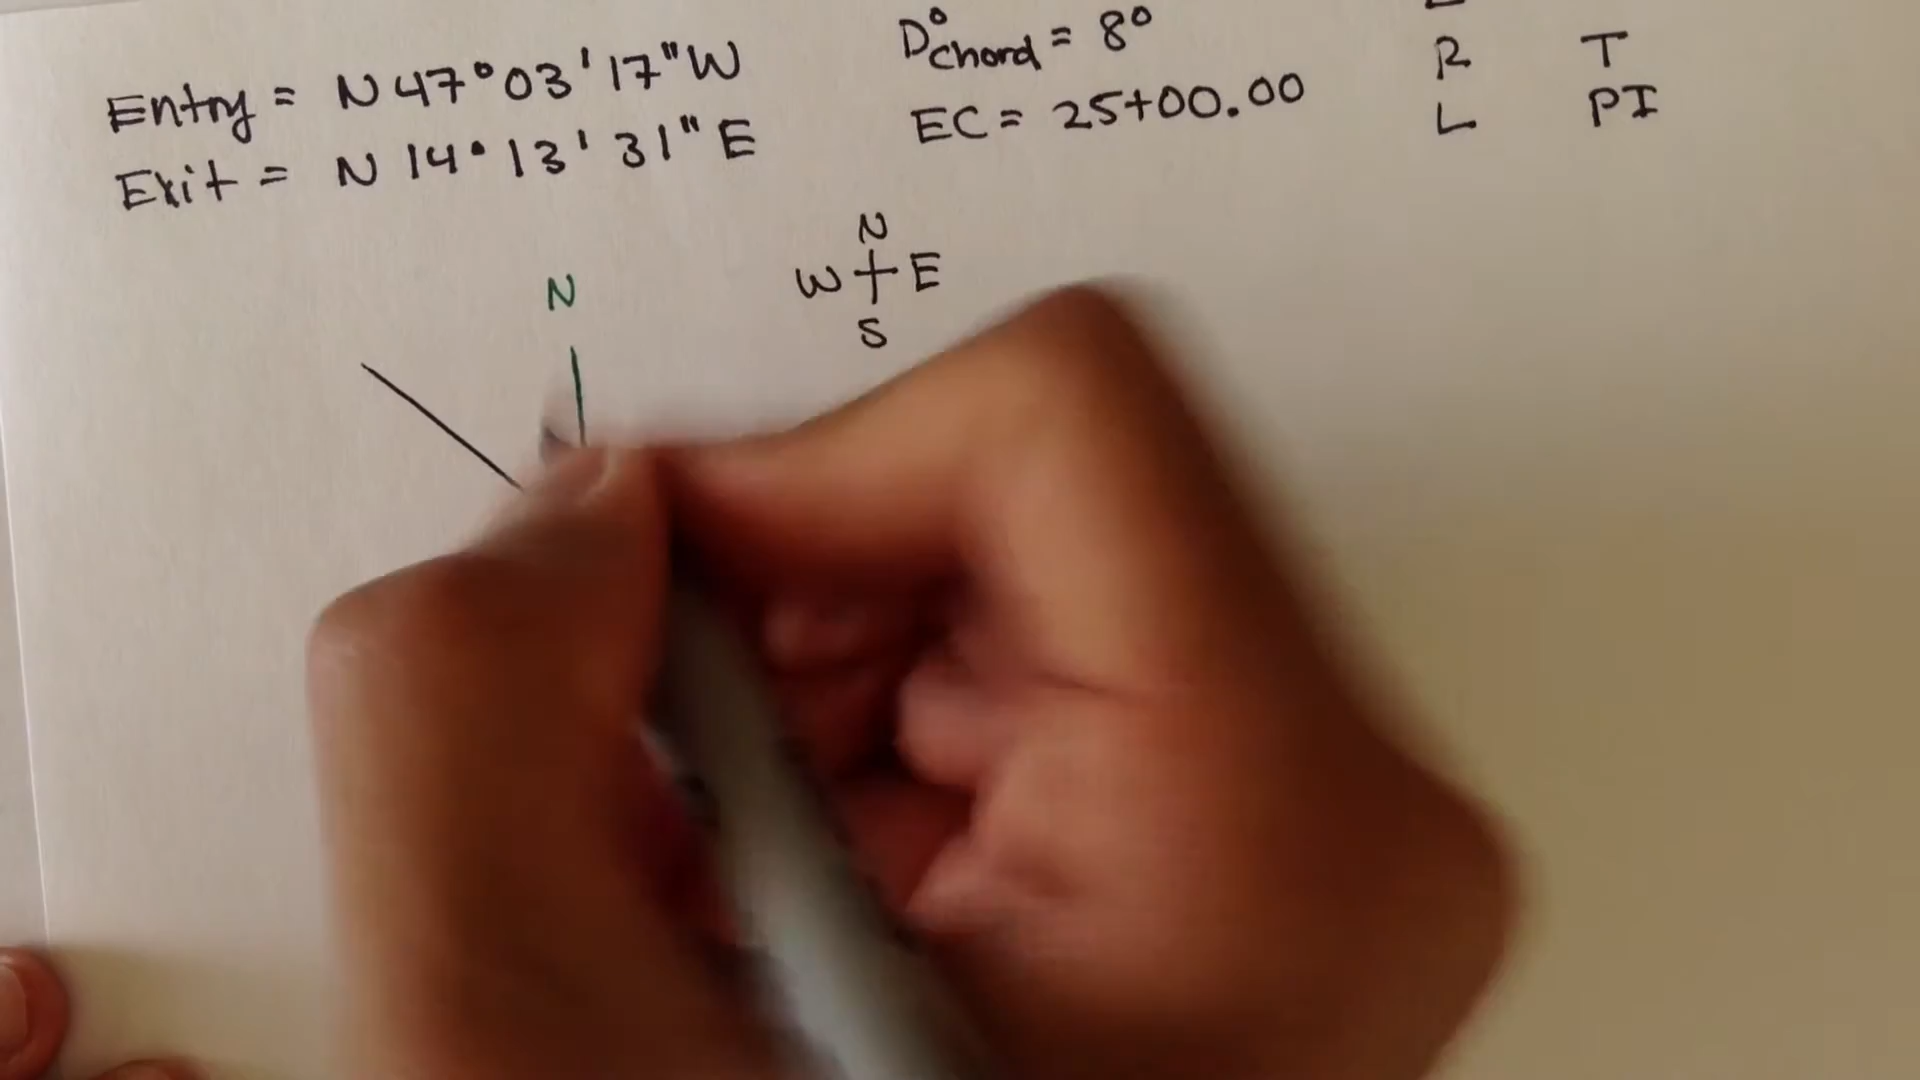 Entry = N 47°03'17"W
Exit = N 14°13'31"E
D°chord = 8°
EC = 25+00.00
R T
L PI
N
N
W E
S